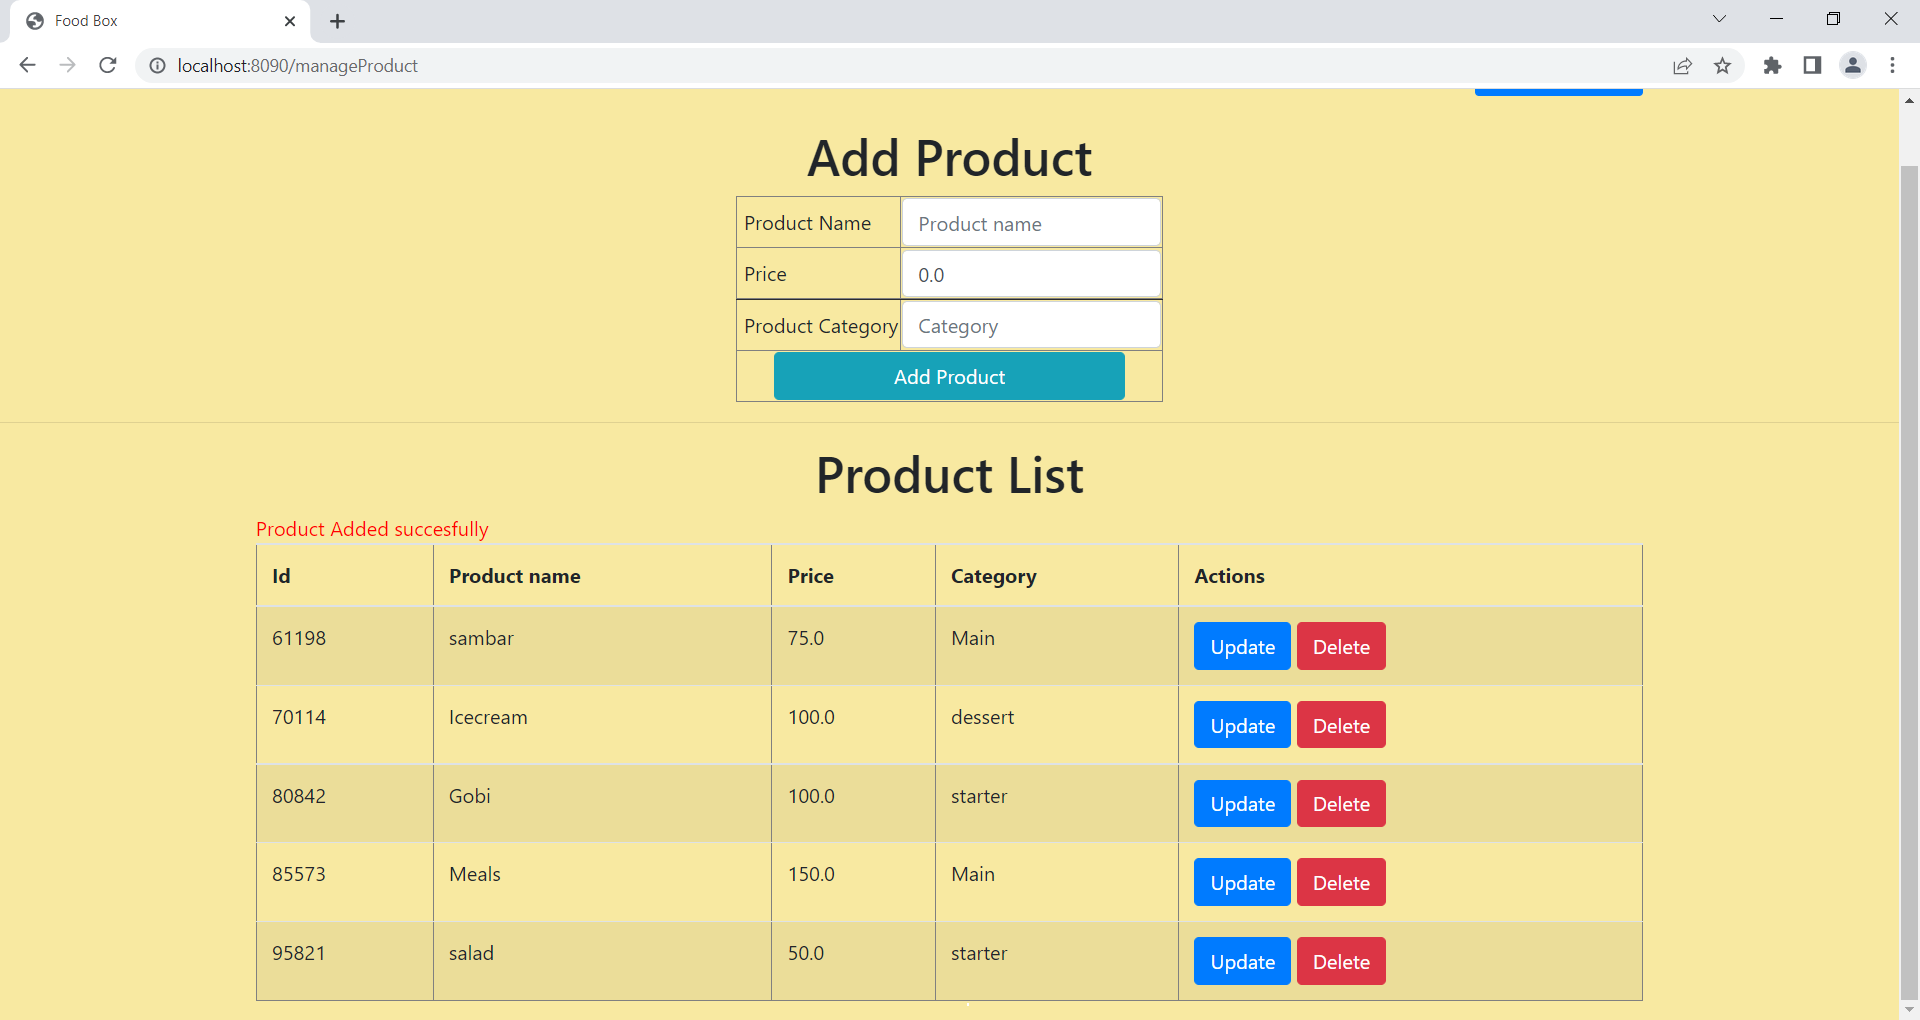 Food Box
localhost:8090/manageProduct
Add Product
Product Name Product name
Price 0.0
Product Category Category
Add Product
Product List
Product Added succesfully
Id Product name Price Category Actions
61198 sambar 75.0 Main Update Delete
70114 Icecream 100.0 dessert Update Delete
80842 Gobi 100.0 starter Update Delete
85573 Meals 150.0 Main Update Delete
95821 salad 50.0 starter Update Delete